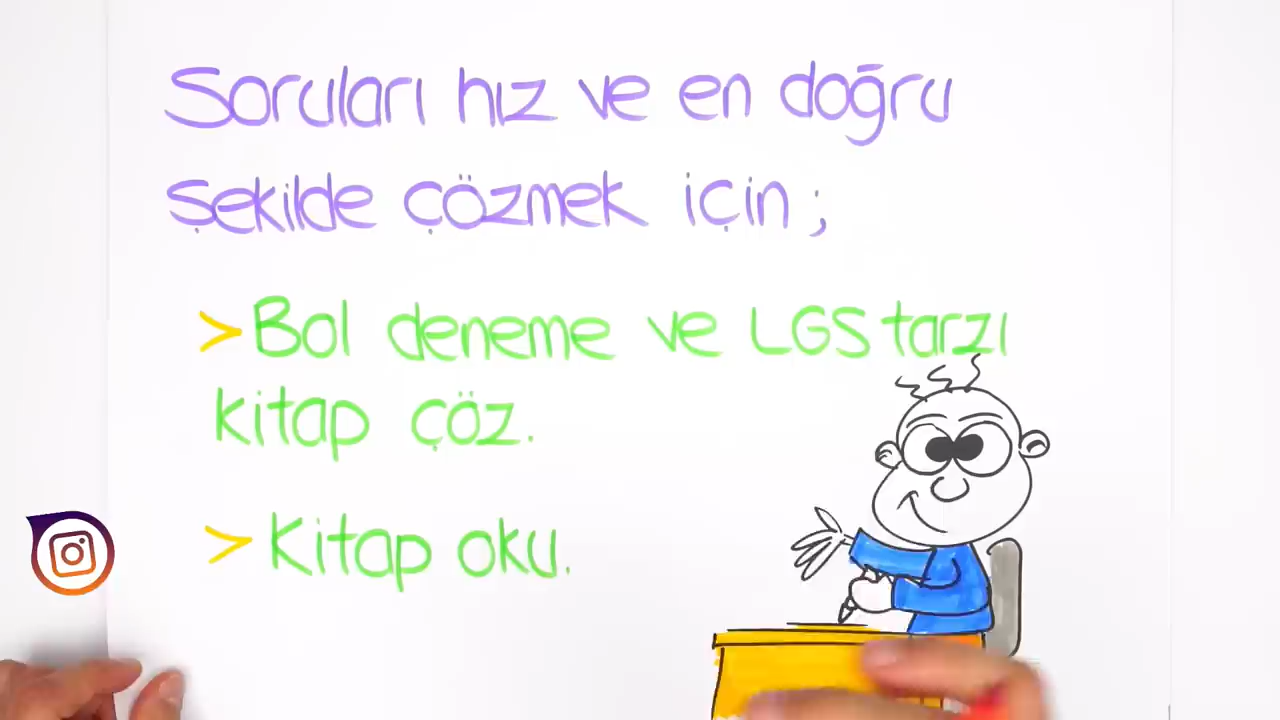 Soruları hız ve en doğru
şekilde çözmek için ;
> Bol deneme ve LGS tarzı
kitap çöz.
> Kitap oku.